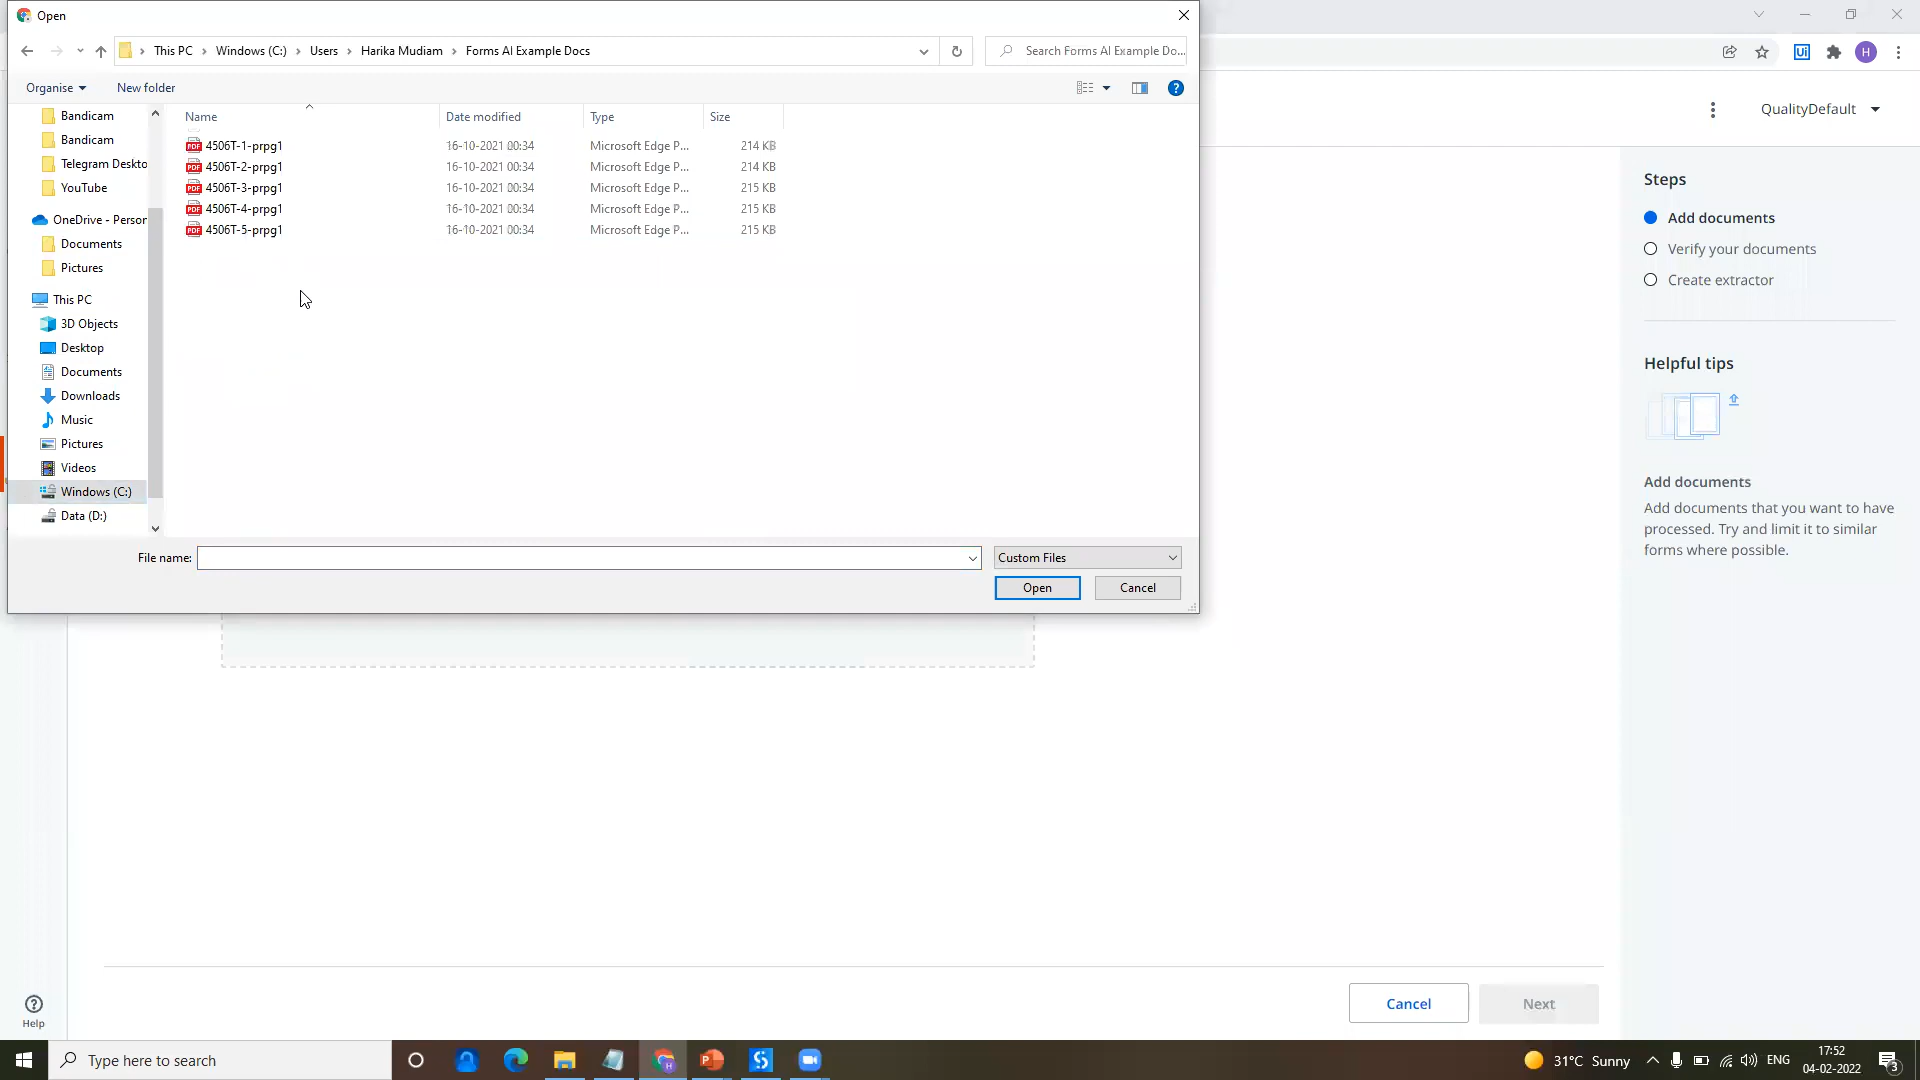 Open
This PC > Windows (C:) > Users > Harika Mudiam > Forms AI Example Docs
Search Forms AI Example Do...
Organise
New folder
Bandicam
Bandicam
Telegram Deskto
YouTube
OneDrive - Person
Documents
Pictures
This PC
3D Objects
Desktop
Documents
Downloads
Music
Pictures
Videos
Windows (C:)
Data (D:)
Name Date modified Type Size
PDF 4506T-1-prpg1 16-10-2021 00:34 Microsoft Edge P... 214 KB
PDF 4506T-2-prpg1 16-10-2021 00:34 Microsoft Edge P... 214 KB
PDF 4506T-3-prpg1 16-10-2021 00:34 Microsoft Edge P... 215 KB
PDF 4506T-4-prpg1 16-10-2021 00:34 Microsoft Edge P... 215 KB
PDF 4506T-5-prpg1 16-10-2021 00:34 Microsoft Edge P... 215 KB
File name:
Custom Files
Open
Cancel
Ui
H
QualityDefault
Steps
Add documents
Verify your documents
Create extractor
Helpful tips
Add documents
Add documents that you want to have
processed. Try and limit it to similar
forms where possible.
Cancel
Next
Help
Type here to search
31°C Sunny
ENG
17:52
04-02-2022
3